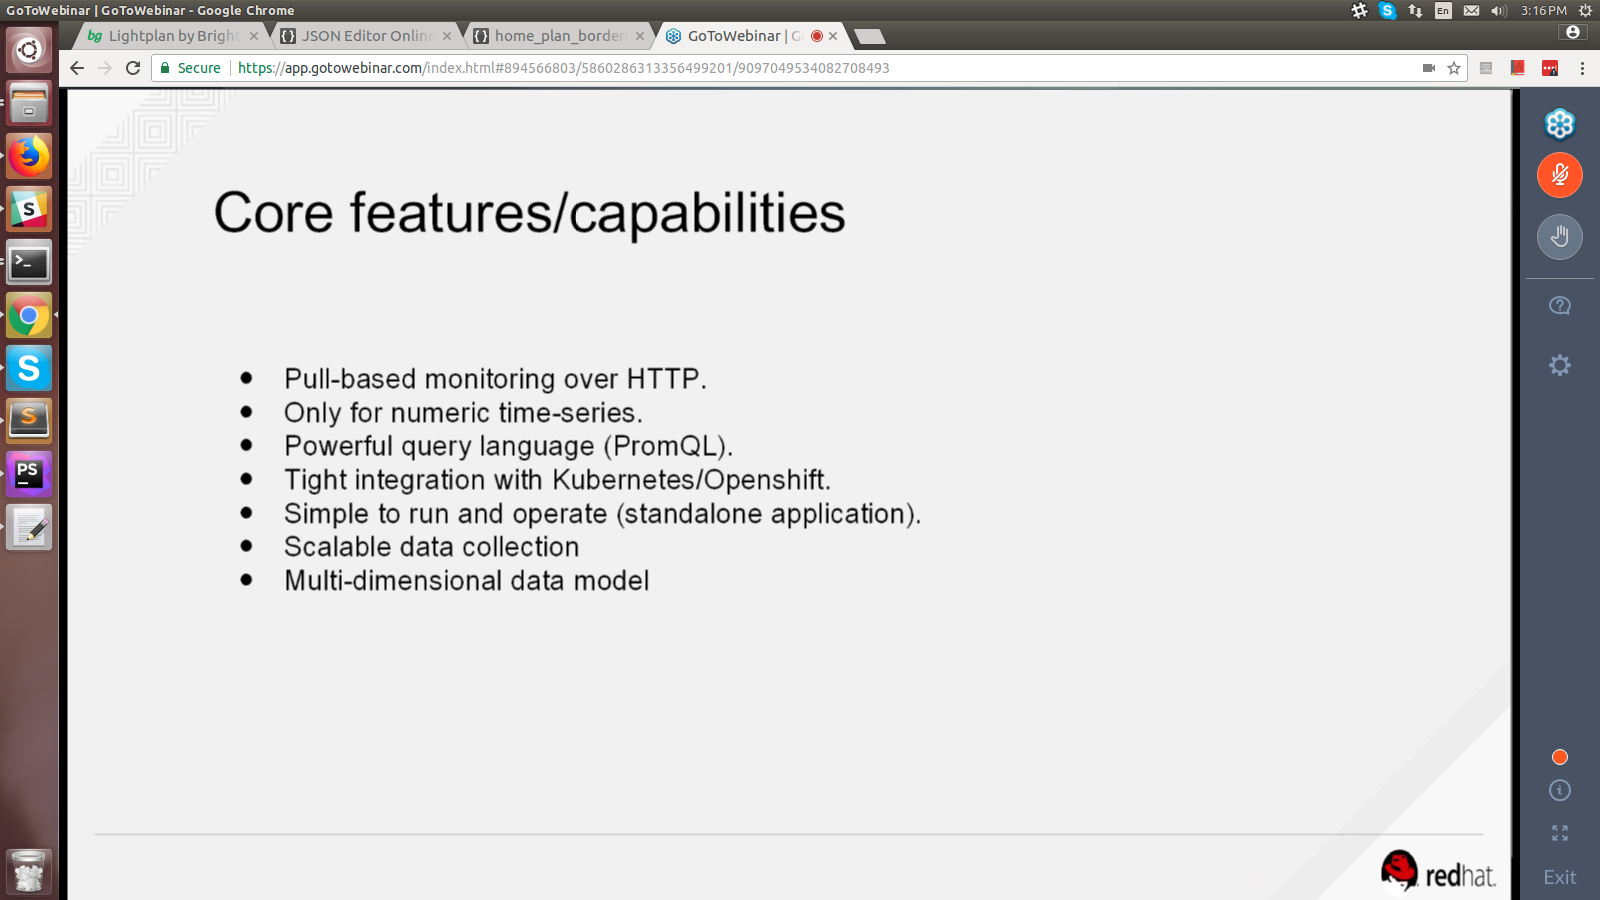 GoToWebinar | GoToWebinar - Google Chrome
En
3:16 PM
bg Lightplan by Brigh
JSON Editor Online
home_plan_border
GoToWebinar | G
Secure
https://app.gotowebinar.com/index.html#894566803/5860286313356499201/9097049534082708493
Core features/capabilities
● Pull-based monitoring over HTTP.
● Only for numeric time-series.
● Powerful query language (PromQL).
● Tight integration with Kubernetes/Openshift.
● Simple to run and operate (standalone application).
● Scalable data collection
● Multi-dimensional data model
redhat.
Exit
S
S
S
PS